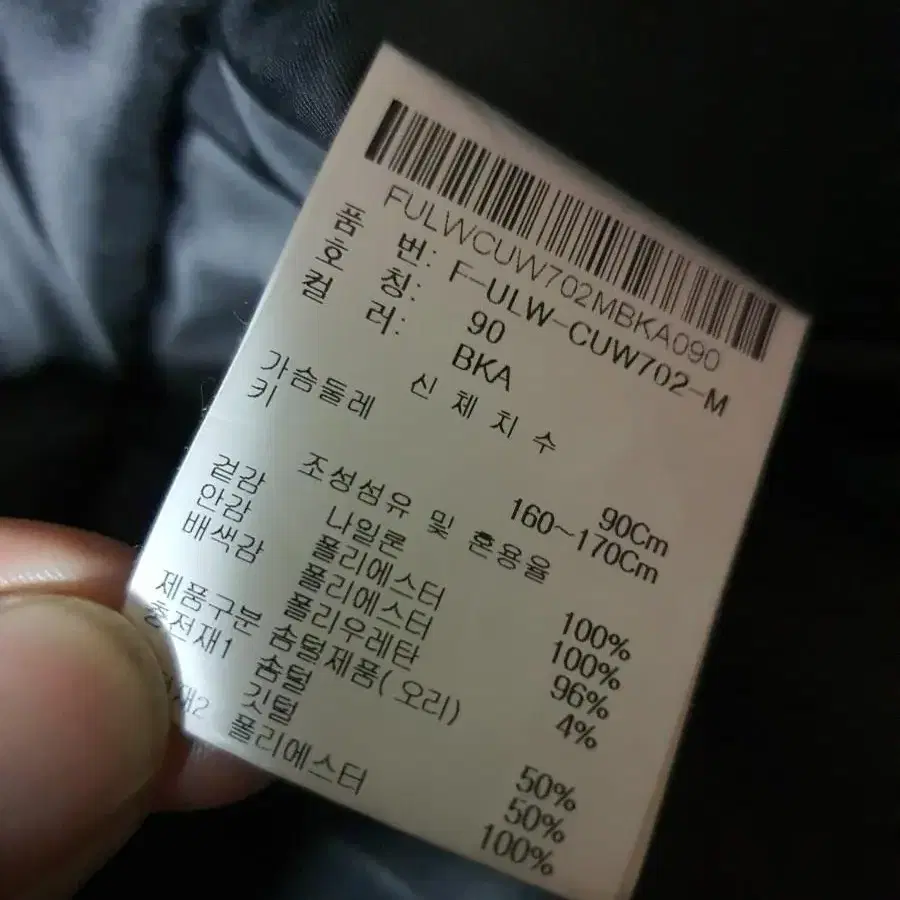 FULWCUW702MBKA090
품 번: F-ULW-CUW702-M
호 칭: 90
컬 러: BKA
신 체 치 수
가슴둘레 90Cm
키 160~170Cm
조성섬유 및 혼용율
겉감 나일론 100%
안감 폴리에스터 100%
배색감 폴리에스터 96%
폴리우레탄 4%
제품구분 솜털제품(오리)
충전재1 솜털 50%
깃털 50%
재2 폴리에스터 100%